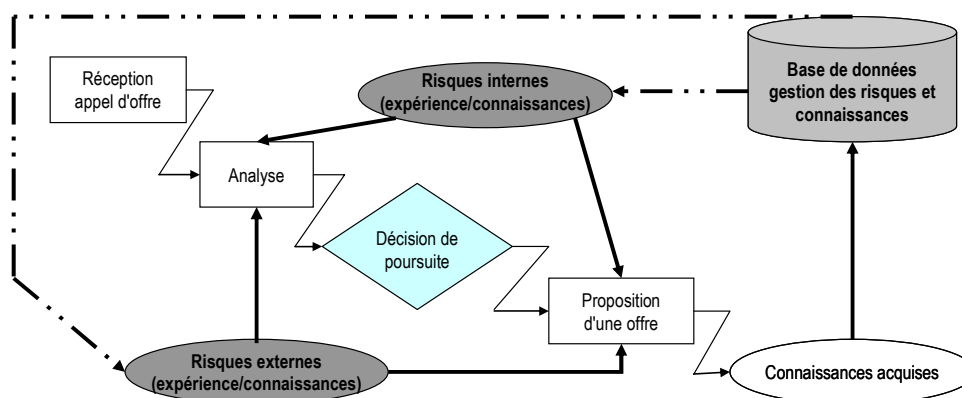 Réception
appel d'offre
Risques internes
(expérience/connaissances)
Base de données
gestion des risques et
connaissances
Analyse
Décision de
poursuite
Proposition
d'une offre
Risques externes
(expérience/connaissances)
Connaissances acquises